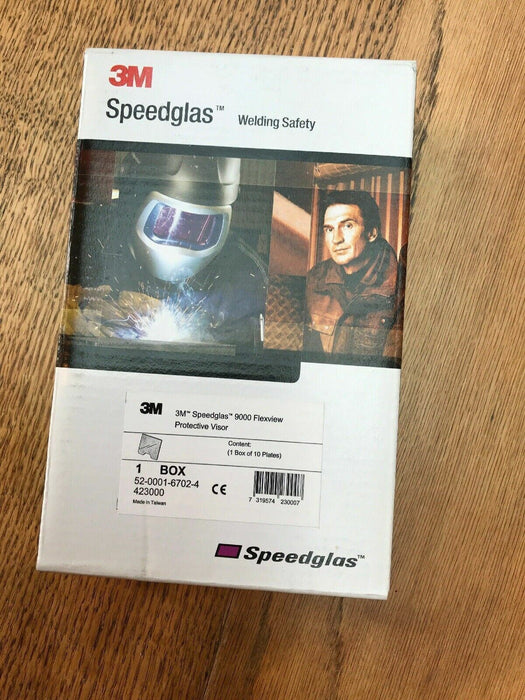 3M
Speedglas™ Welding Safety
3M 3M™ Speedglas™ 9000 Flexview
Protective Visor
Content:
(1 Box of 10 Plates)
1 BOX
52-0001-6702-4
423000
Made in Taiwan
CE
7 319574 230007
Speedglas™